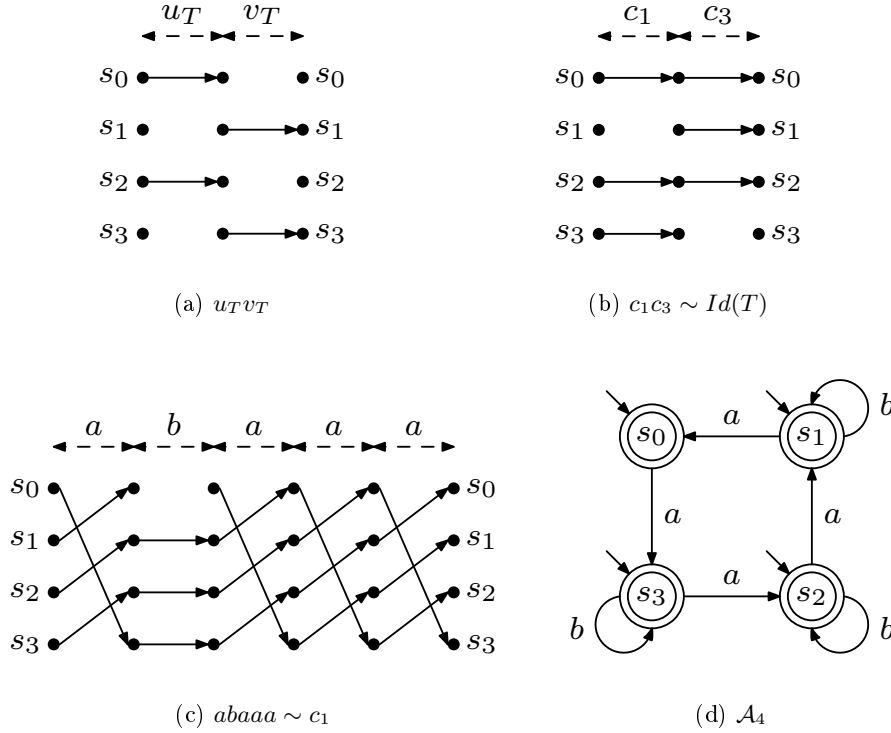 u_T v_T
s_0 s_0
s_1 s_1
s_2 s_2
s_3 s_3
(a) u_T v_T
c_1 c_3
s_0 s_0
s_1 s_1
s_2 s_2
s_3 s_3
(b) c_1c_3 ∼ Id(T)
a b a a a
s_0 s_0
s_1 s_1
s_2 s_2
s_3 s_3
(c) abaaa ∼ c_1
s_0 a s_1 b
a a
b s_3 a s_2 b
(d) 𝒜_4